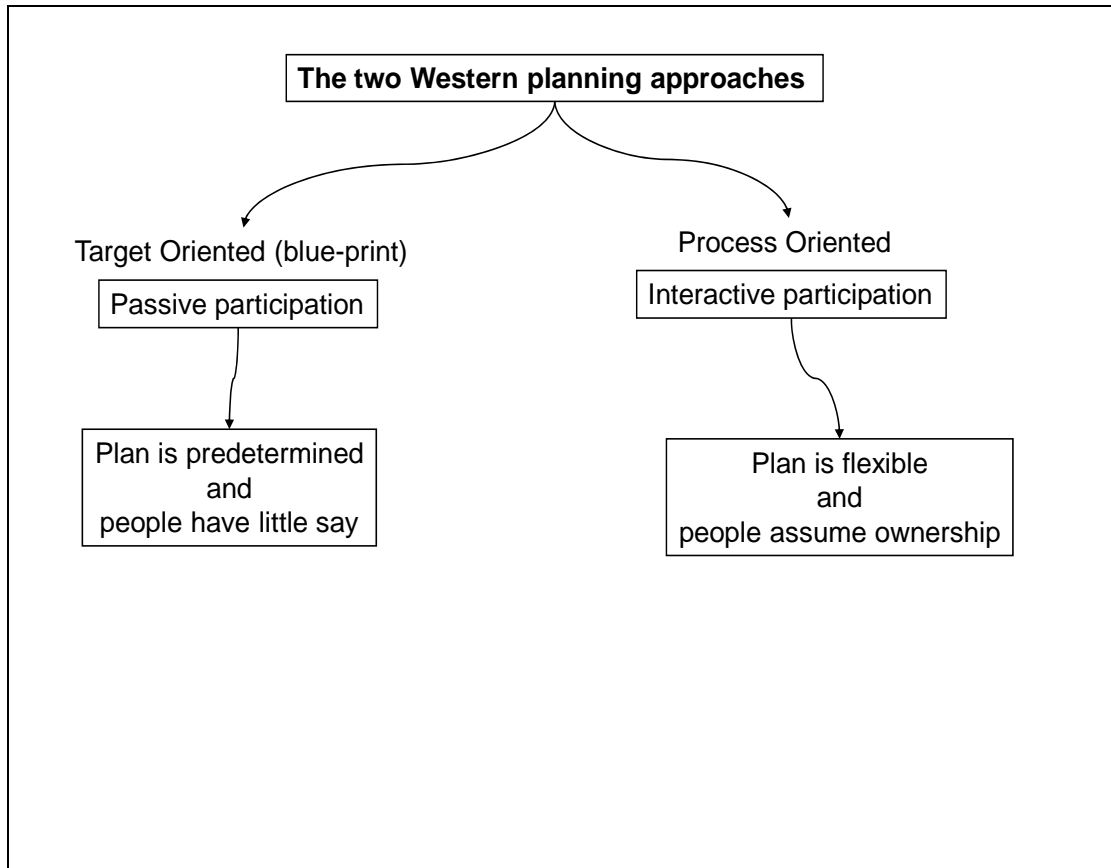 The two Western planning approaches
Target Oriented (blue-print)
Passive participation
Plan is predetermined
and
people have little say
Process Oriented
Interactive participation
Plan is flexible
and
people assume ownership